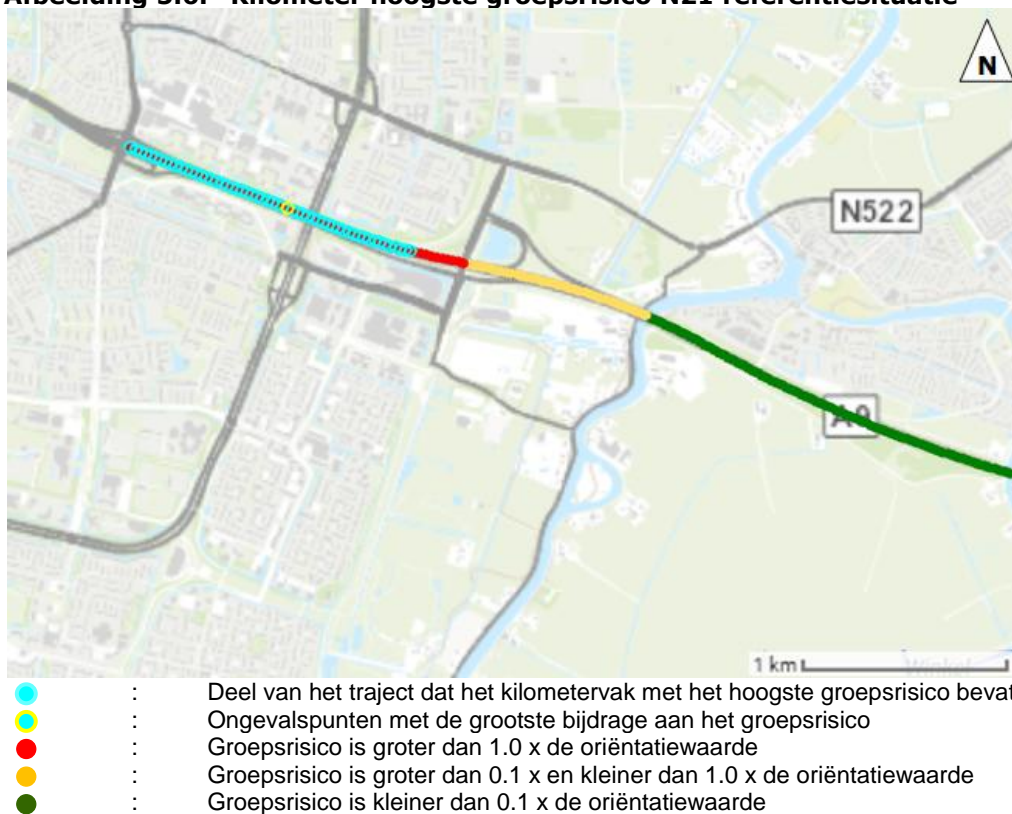 Afbeelding 3.6: Kilometer hoogste groepsrisico N21 referentiesituatie
N
N522
A9
1 km
Winkel
: Deel van het traject dat het kilometervak met het hoogste groepsrisico bevat
: Ongevalspunten met de grootste bijdrage aan het groepsrisico
: Groepsrisico is groter dan 1.0 x de oriëntatiewaarde
: Groepsrisico is groter dan 0.1 x en kleiner dan 1.0 x de oriëntatiewaarde
: Groepsrisico is kleiner dan 0.1 x de oriëntatiewaarde